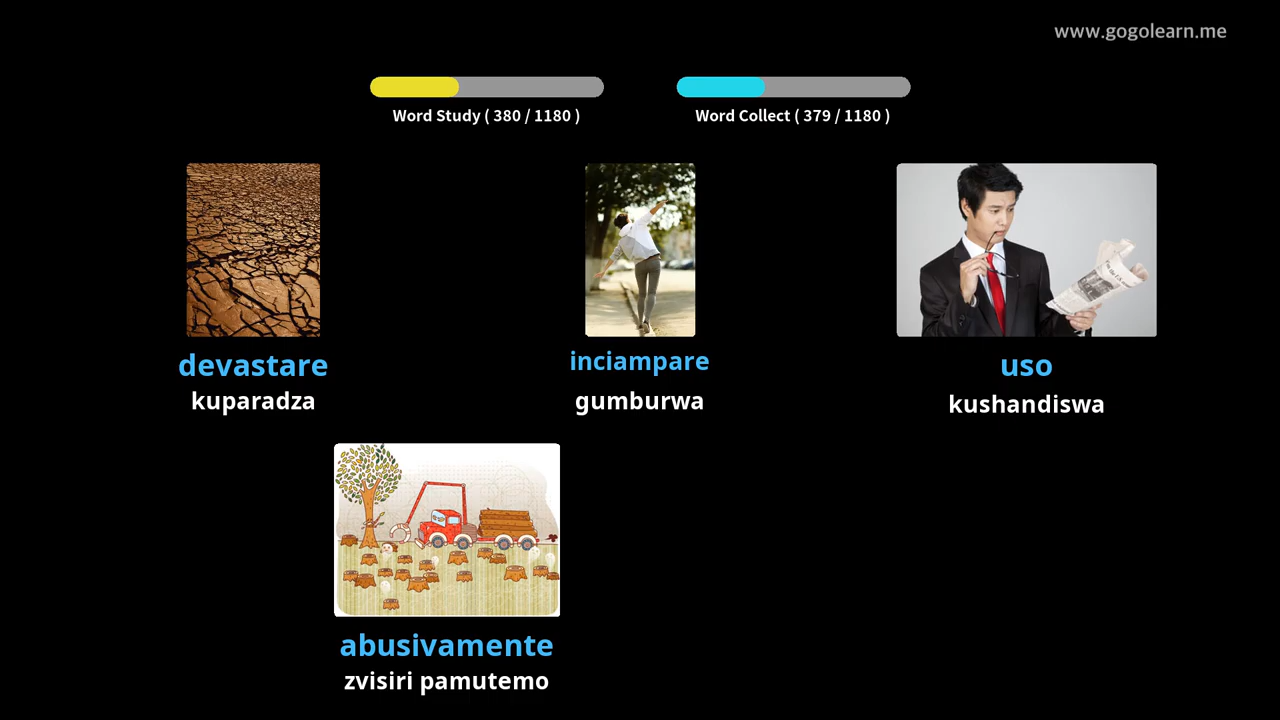 www.gogolearn.me
Word Study ( 380 / 1180 )
Word Collect ( 379 / 1180 )
devastare
kuparadza
inciampare
gumburwa
uso
kushandiswa
abusivamente
zvisiri pamutemo